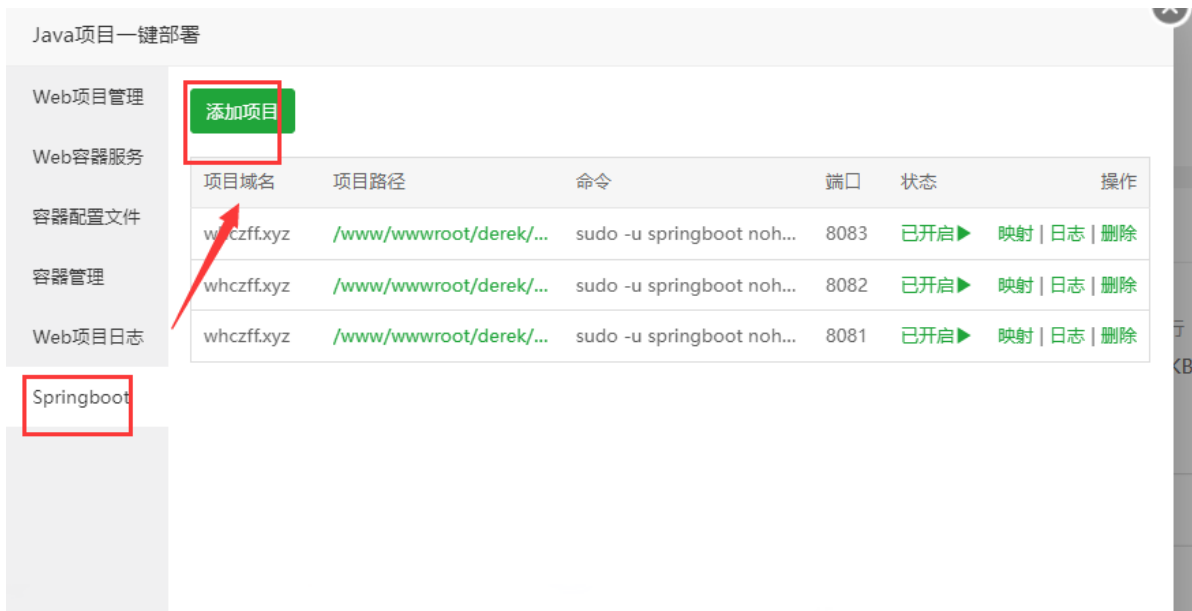 Java项目一键部署
Web项目管理
Web容器服务
容器配置文件
容器管理
Web项目日志
Springboot
添加项目
项目域名 项目路径 命令 端口 状态 操作
whczff.xyz /www/wwwroot/derek/... sudo -u springboot noh... 8083 已开启▶ 映射 | 日志 | 删除
whczff.xyz /www/wwwroot/derek/... sudo -u springboot noh... 8082 已开启▶ 映射 | 日志 | 删除
whczff.xyz /www/wwwroot/derek/... sudo -u springboot noh... 8081 已开启▶ 映射 | 日志 | 删除
行
KB